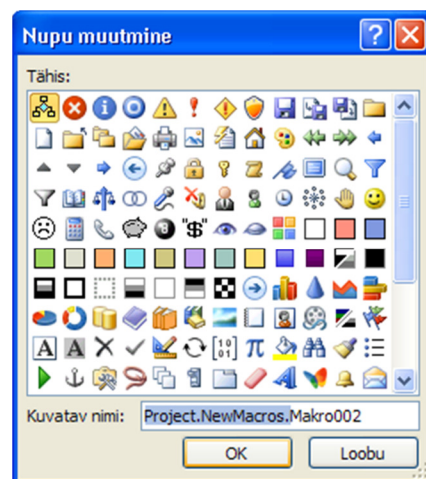 Nupu muutmine
Tähis:
Kuvatav nimi: Project.NewMacros.Makro002
OK Loobu